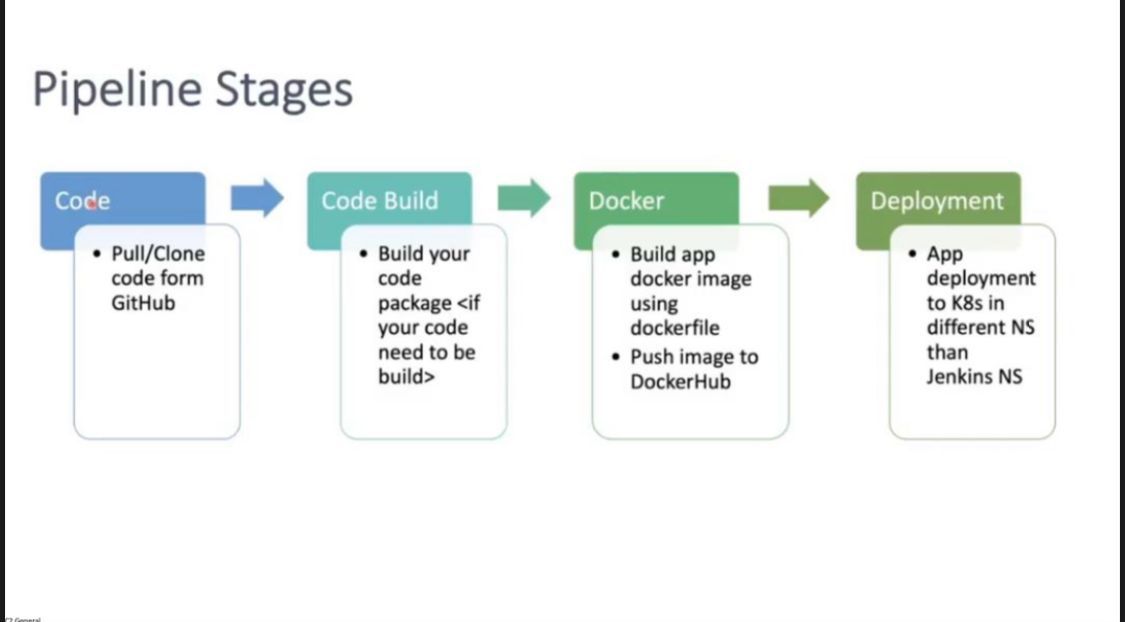 Pipeline Stages
Code
• Pull/Clone
code form
GitHub
Code Build
• Build your
code
package <if
your code
need to be
build>
Docker
• Build app
docker image
using
dockerfile
• Push image to
DockerHub
Deployment
• App
deployment
to K8s in
different NS
than
Jenkins NS
General